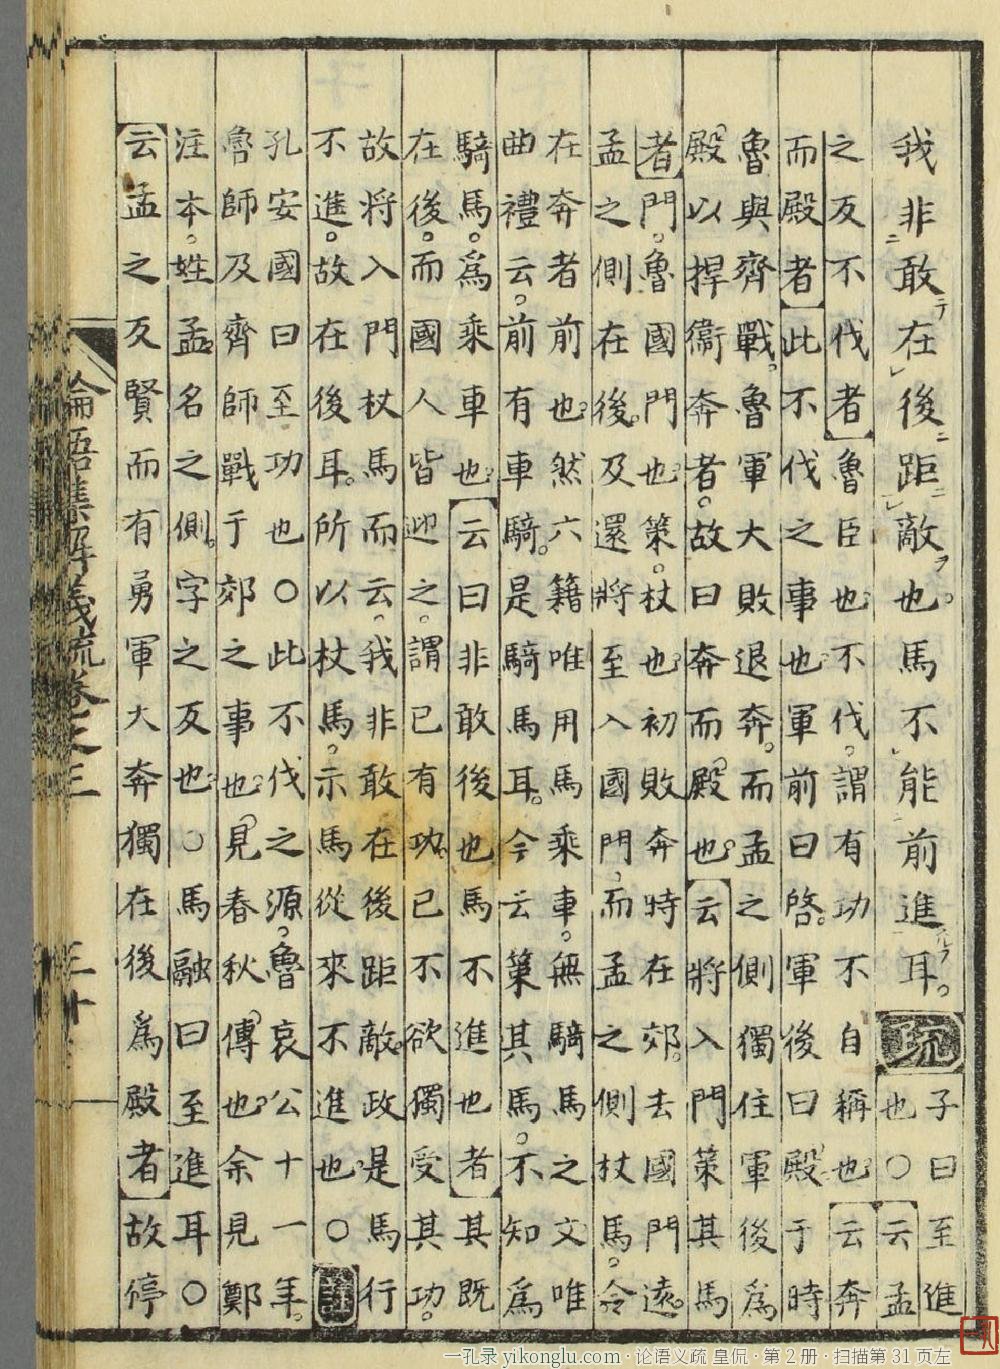 我非敢在後距敵也馬不能前進耳。疏子曰至進
也〇云孟
之反不伐者魯臣也不伐。謂有功不自稱也云奔
而殿者此不伐之事也軍前曰啓。軍後曰殿于時
魯與齊戰。魯軍大敗退奔。而孟之側獨住軍後爲
殿以捍衞奔者。故曰奔而殿也云將入門策其馬
者門。魯國門也策。杖也初敗奔時在郊。去國門遠。
孟之側在後。及還將至入國門。而孟之側杖馬。令
在奔者前也。然六籍唯用馬乘車。無騎馬之文唯
曲禮云。前有車騎。是騎馬耳。今云策其馬。不知爲
騎馬。爲乘車也云曰非敢後也馬不進也者其既
在後。而國人皆迎之。謂已有功。已不欲獨受其功。
故將入門杖馬而云。我非敢在後距敵。政是馬行
不進。故在後耳。所以杖馬。示馬從來不進也〇註
孔安國曰至功也〇此不伐之源。魯哀公十一年。
魯師及齊師戰于郊之事也。見春秋傳也余見鄭
注本。姓孟名之側。字之反也〇馬融曰至進耳〇
云孟之反賢而有勇軍大奔獨在後爲殿者故停
論語集解義疏卷之三
三十
一孔录 yikonglu.com · 论语义疏 皇侃 · 第 2 册 · 扫描第 31 页左